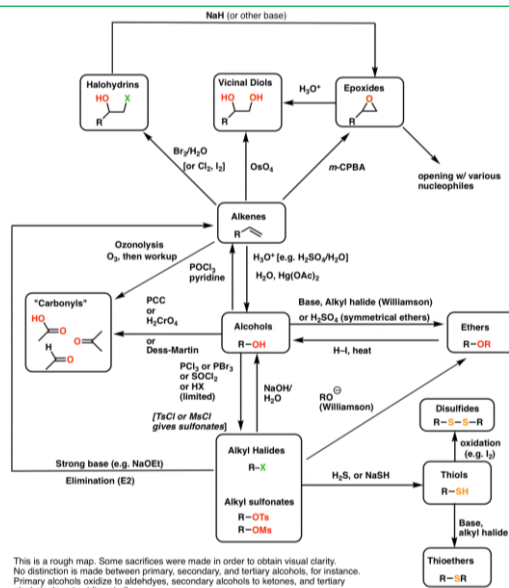 NaH (or other base)
Halohydrins
HO X
R
Vicinal Diols
HO OH
R
H₃O⁺
Epoxides
O
R
Br₂/H₂O
[or Cl₂, I₂]
OsO₄
m-CPBA
opening w/ various
nucleophiles
Alkenes
R
Ozonolysis
O₃, then workup
POCl₃
pyridine
H₃O⁺ [e.g. H₂SO₄/H₂O]
H₂O, Hg(OAc)₂
"Carbonyls"
HO
O
O
H
O
PCC
or
H₂CrO₄
or
Dess-Martin
Alcohols
R-OH
Base, Alkyl halide (Williamson)
or H₂SO₄ (symmetrical ethers)
H-I, heat
Ethers
R-OR
PCl₃ or PBr₃
or SOCl₂
or HX
(limited)
[TsCl or MsCl
gives sulfonates]
NaOH/
H₂O
RO⊖
(Williamson)
Disulfides
R-S-S-R
oxidation
(e.g. I₂)
Alkyl Halides
R-X
Alkyl sulfonates
R-OTs
R-OMs
Strong base (e.g. NaOEt)
Elimination (E2)
H₂S, or NaSH
Thiols
R-SH
Base,
alkyl halide
Thioethers
R-SR
This is a rough map. Some sacrifices were made in order to obtain visual clarity.
No distinction is made between primary, secondary, and tertiary alcohols, for instance.
Primary alcohols oxidize to aldehdyes, secondary alcohols to ketones, and tertiary